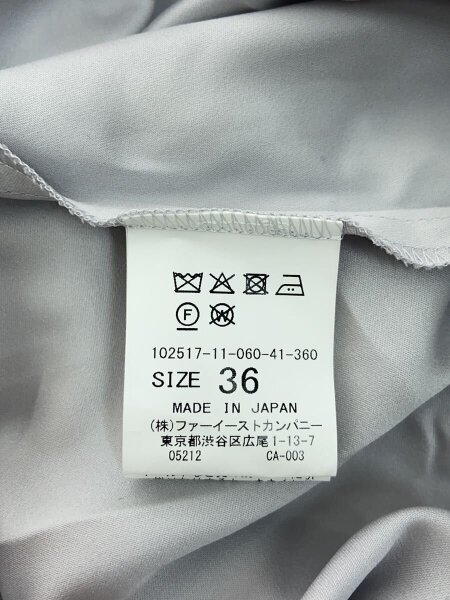 F W
102517-11-060-41-360
SIZE 36
MADE IN JAPAN
(株)ファーイーストカンパニー
東京都渋谷区広尾1-13-7
05212 CA-003